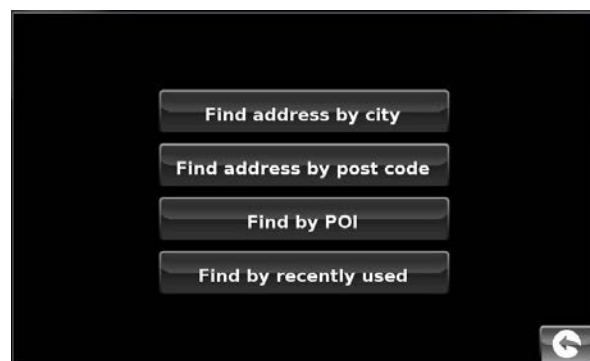 Find address by city
Find address by post code
Find by POI
Find by recently used